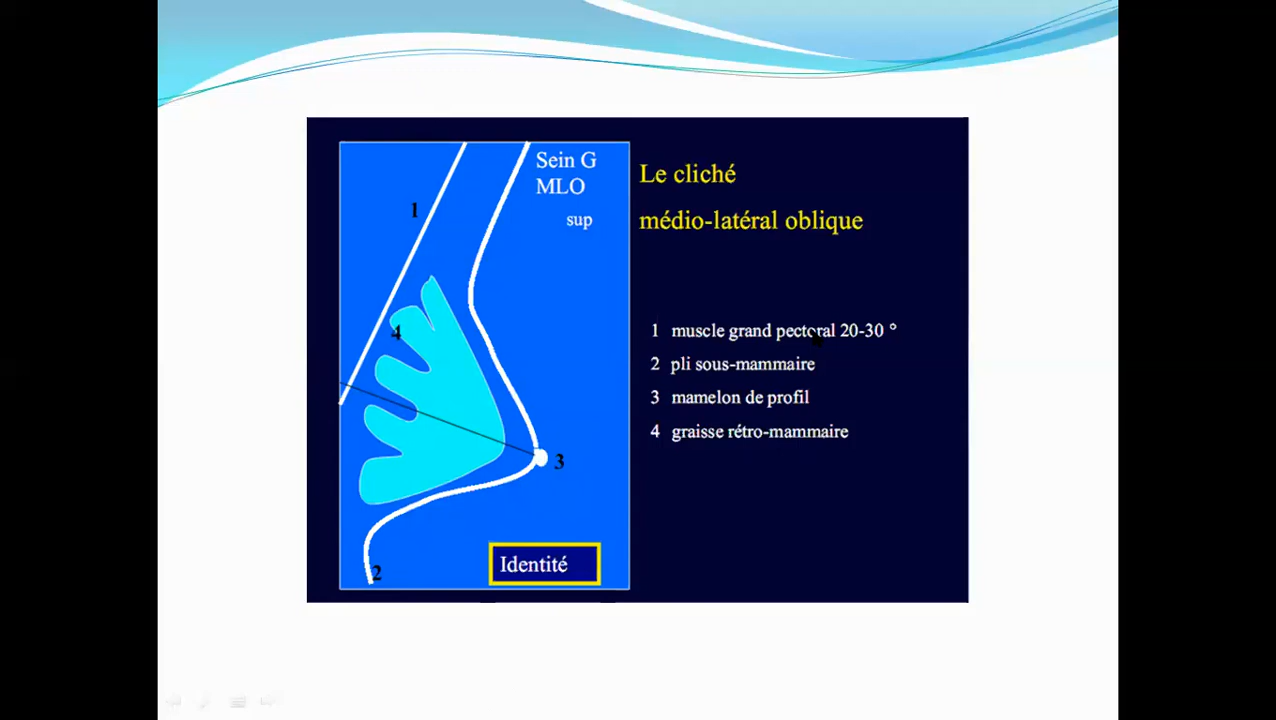 Sein G
MLO
sup
Le cliché
médio-latéral oblique
1
4
3
2
1 muscle grand pectoral 20-30 °
2 pli sous-mammaire
3 mamelon de profil
4 graisse rétro-mammaire
Identité